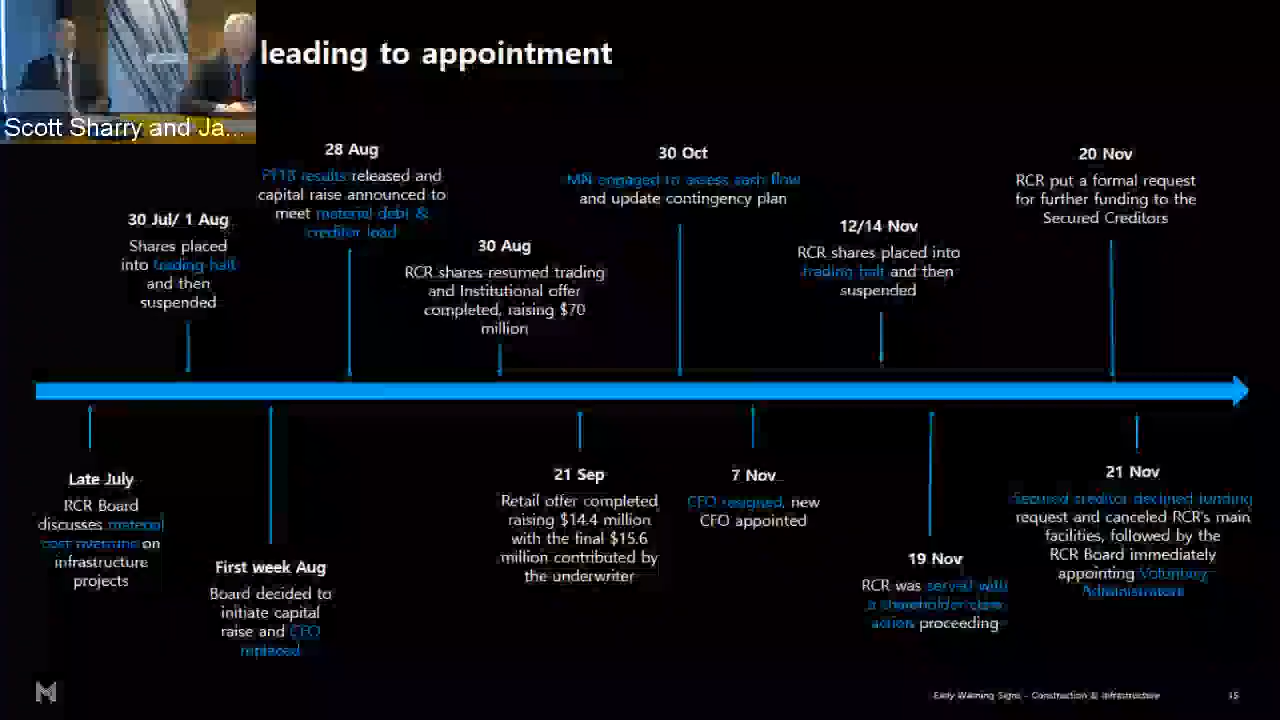 leading to appointment
Scott Sharry and Ja...
30 Jul/ 1 Aug
Shares placed
into trading halt
and then
suspended
28 Aug
FY18 results released and
capital raise announced to
meet material debt &
creditor load
30 Aug
RCR shares resumed trading
and Institutional offer
completed, raising $70
million
30 Oct
MN engaged to assess cash flow
and update contingency plan
12/14 Nov
RCR shares placed into
trading halt and then
suspended
20 Nov
RCR put a formal request
for further funding to the
Secured Creditors
Late July
RCR Board
discusses material
cost overruns on
infrastructure
projects
First week Aug
Board decided to
initiate capital
raise and
replaced
21 Sep
Retail offer completed
raising $14.4 million
with the final $15.6
million contributed by
the underwriter
7 Nov
CFO resigned, new
CFO appointed
19 Nov
RCR was served with
a shareholder class
action proceeding
21 Nov
Secured creditor declined funding
request and canceled RCR's main
facilities, followed by the
RCR Board immediately
appointing Voluntary
Administrators
Early Warning Signs - Construction & Infrastructure
15